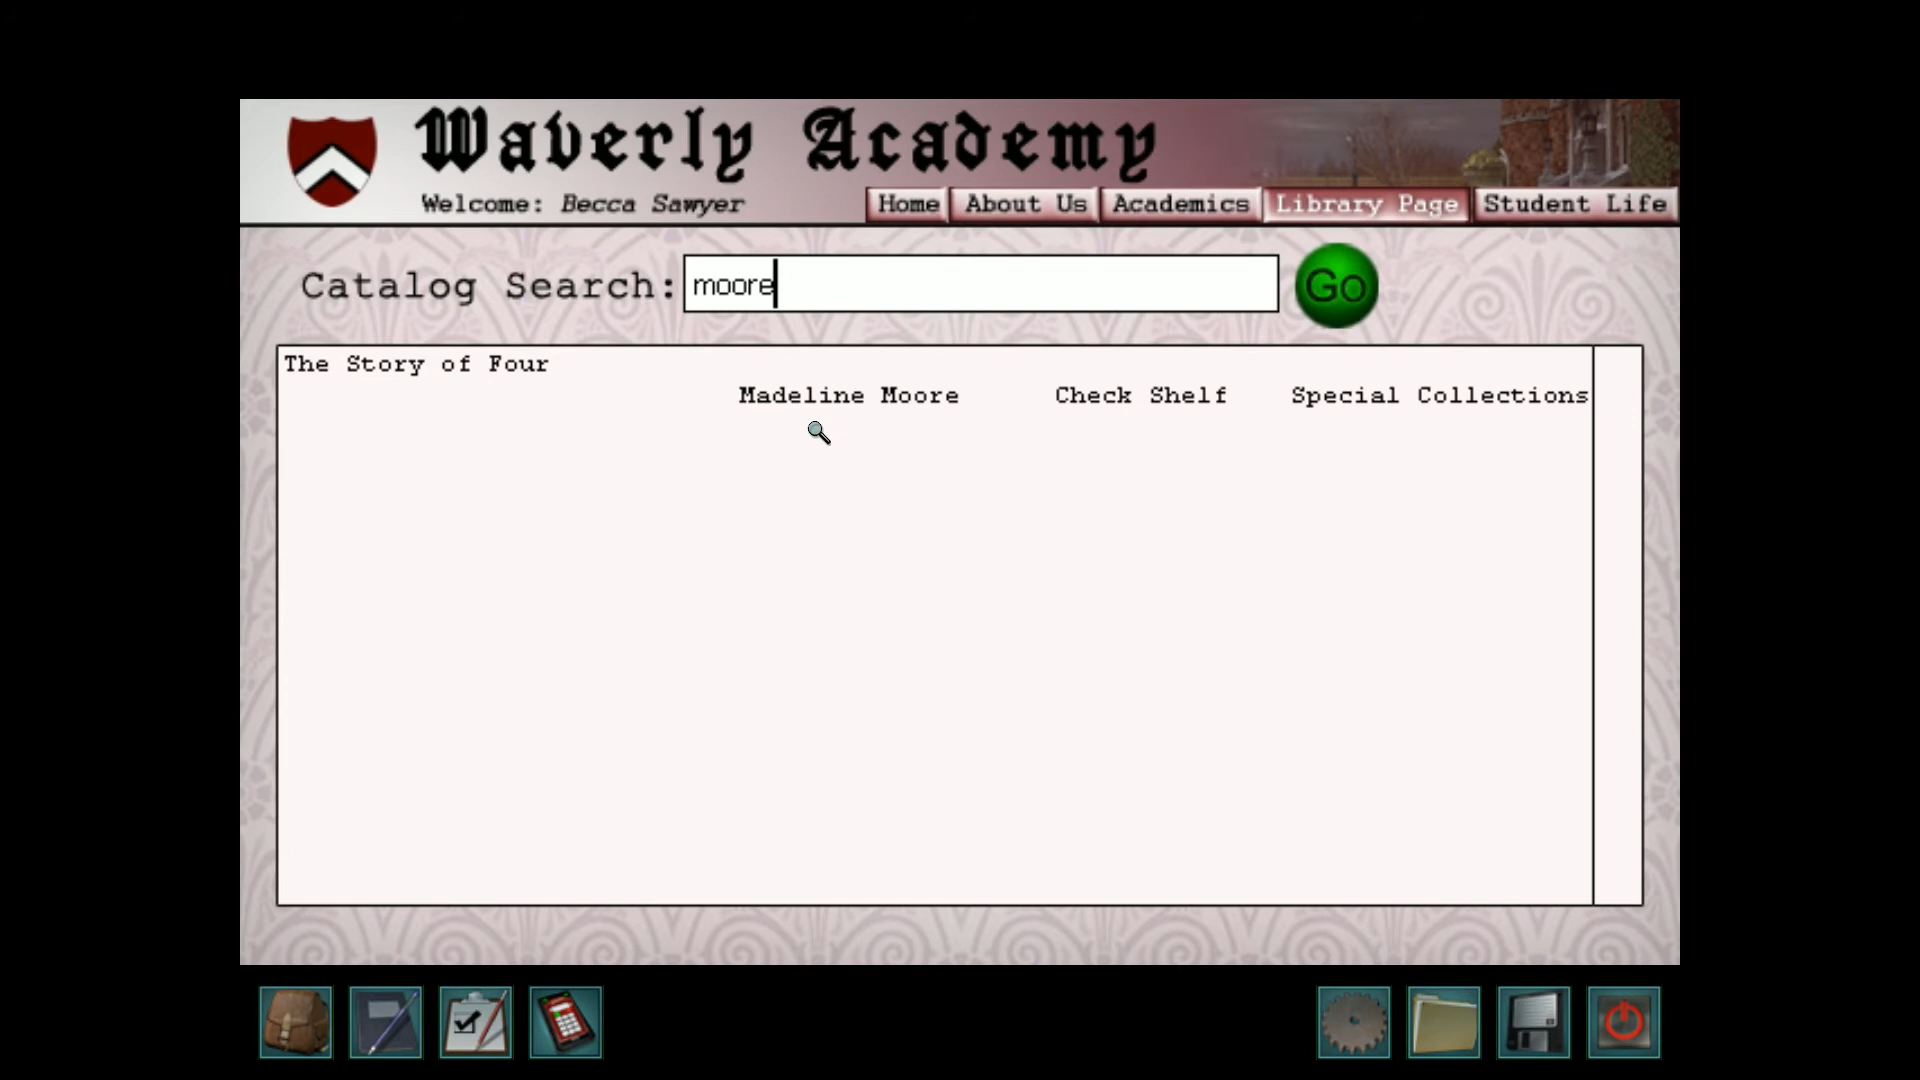 Waverly Academy
Welcome: Becca Sawyer
Home About Us Academics Library Page Student Life
Catalog Search: moore Go
The Story of Four
Madeline Moore Check Shelf Special Collections